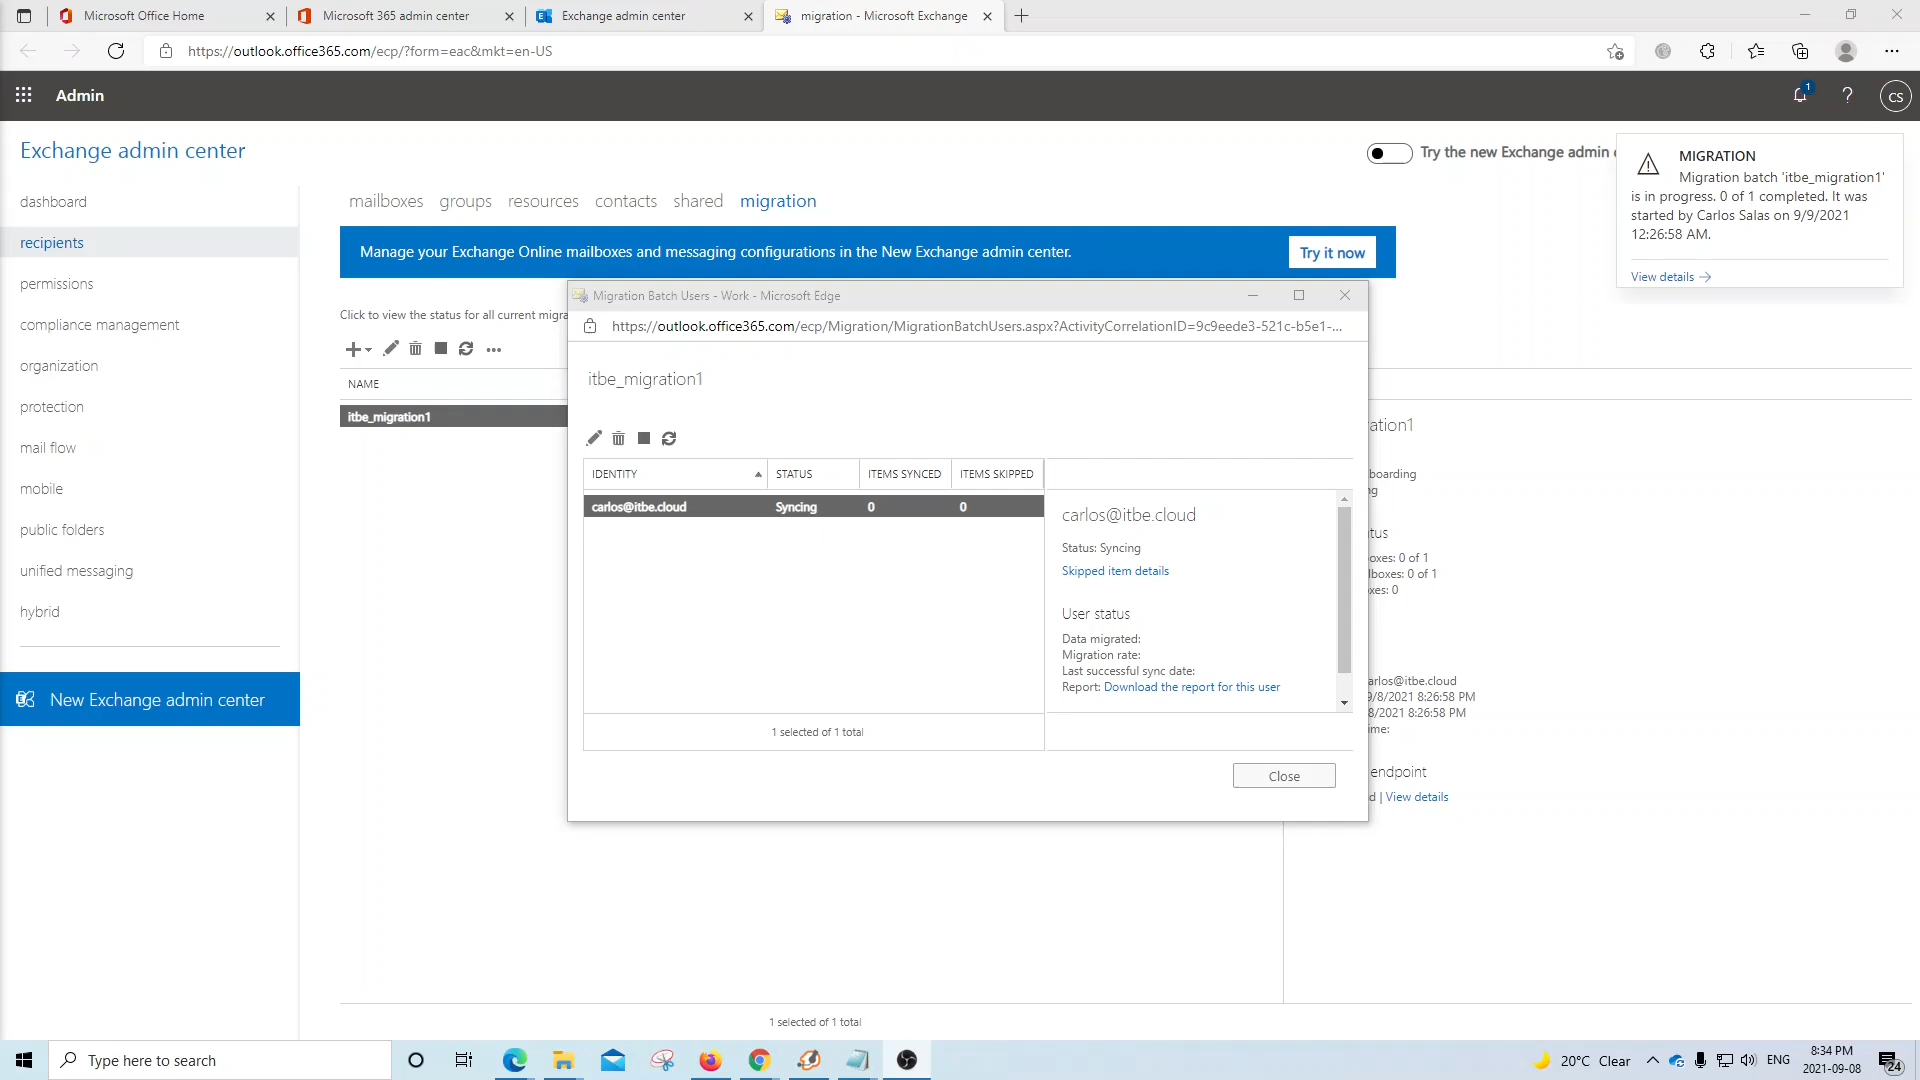 Microsoft Office Home
Microsoft 365 admin center
Exchange admin center
migration - Microsoft Exchange
https://outlook.office365.com/ecp/?form=eac&mkt=en-US
Admin
1
?
CS
Exchange admin center
Try the new Exchange admin
MIGRATION
Migration batch 'itbe_migration1'
is in progress. 0 of 1 completed. It was
started by Carlos Salas on 9/9/2021
12:26:58 AM.
View details
dashboard
recipients
permissions
compliance management
organization
protection
mail flow
mobile
public folders
unified messaging
hybrid
New Exchange admin center
mailboxes groups resources contacts shared migration
Manage your Exchange Online mailboxes and messaging configurations in the New Exchange admin center.
Try it now
Click to view the status for all current migra
NAME
itbe_migration1
Migration Batch Users - Work - Microsoft Edge
https://outlook.office365.com/ecp/Migration/MigrationBatchUsers.aspx?ActivityCorrelationID=9c9eede3-521c-b5e1-...
itbe_migration1
IDENTITY STATUS ITEMS SYNCED ITEMS SKIPPED
carlos@itbe.cloud Syncing 0 0
carlos@itbe.cloud
Status: Syncing
Skipped item details
User status
Data migrated:
Migration rate:
Last successful sync date:
Report: Download the report for this user
1 selected of 1 total
Close
ation1
boarding
g
tus
oxes: 0 of 1
lboxes: 0 of 1
xes: 0
arlos@itbe.cloud
9/8/2021 8:26:58 PM
8/2021 8:26:58 PM
ime:
endpoint
d | View details
1 selected of 1 total
Type here to search
20°C Clear
ENG
8:34 PM
2021-09-08
24